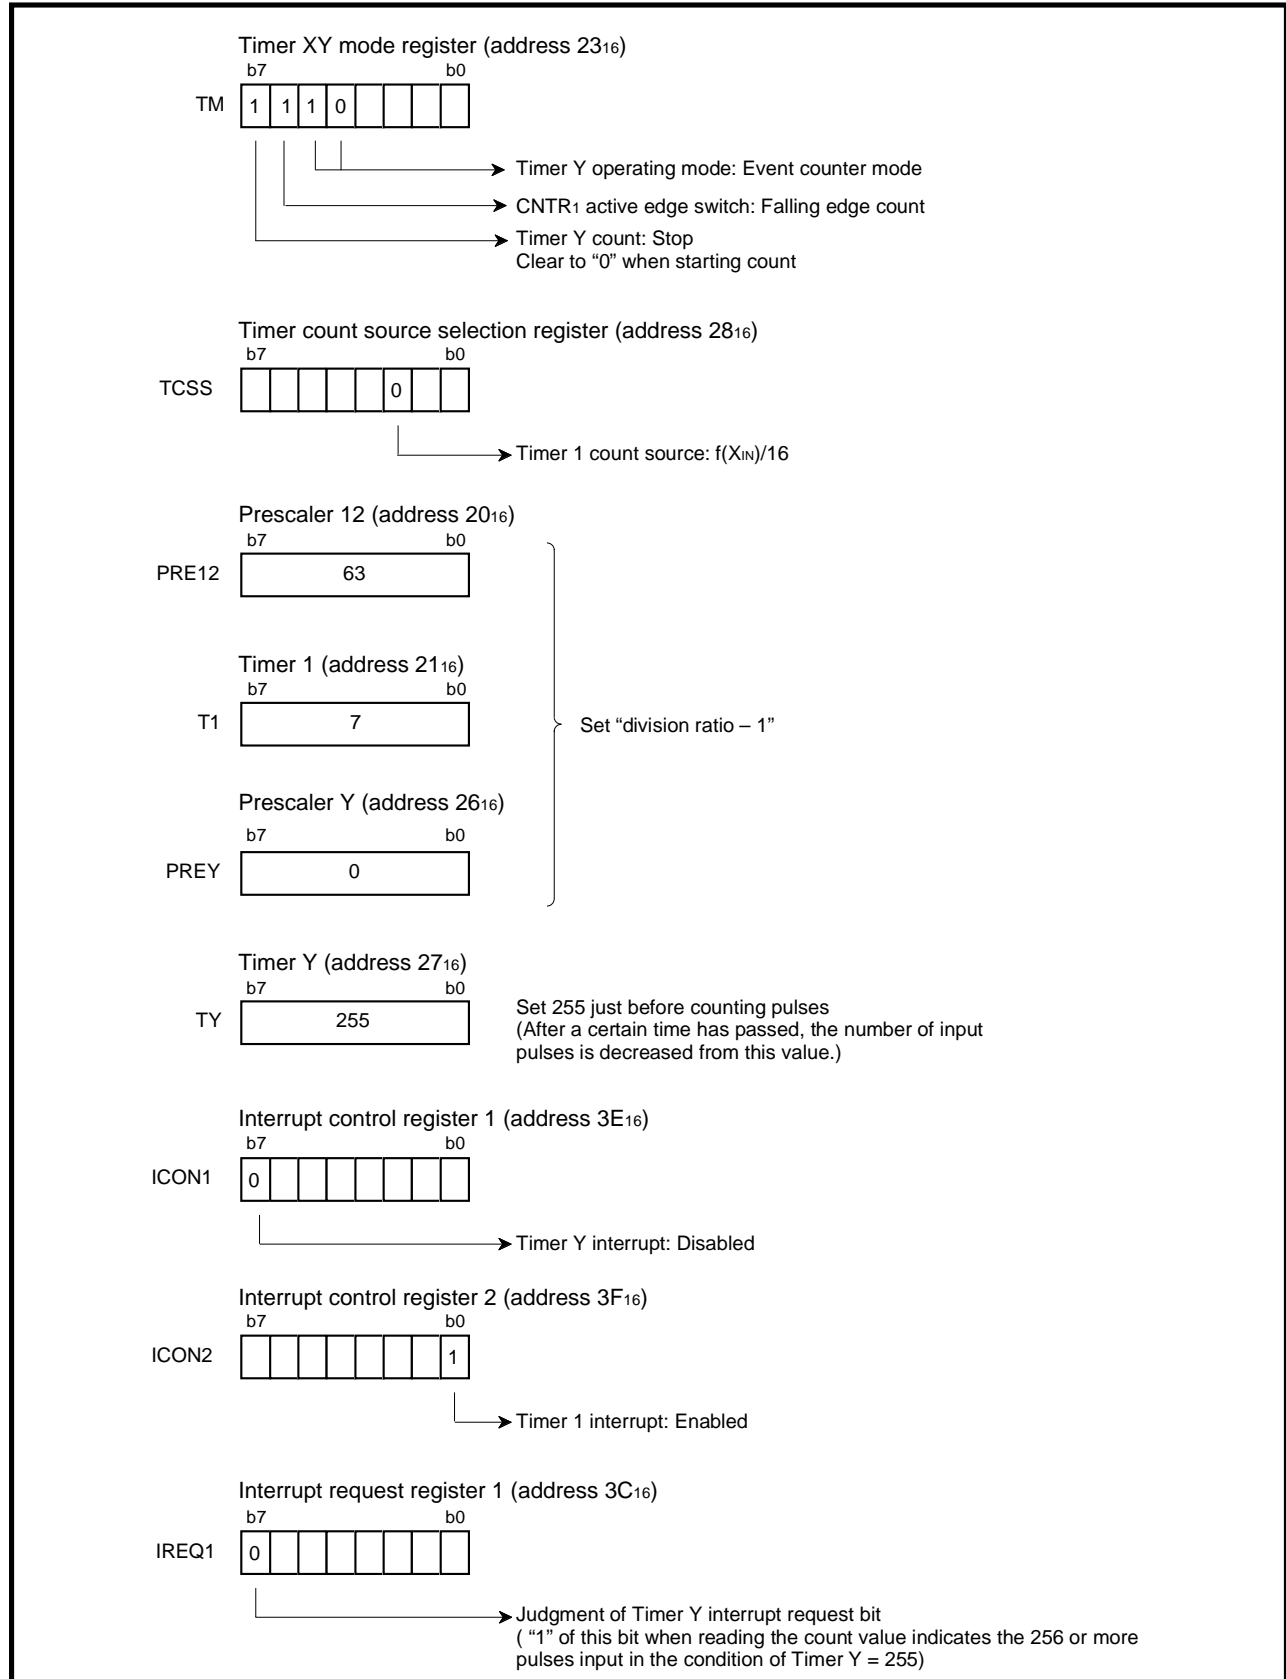 Timer XY mode register (address 2316)
b7 b0
TM 1 1 1 0
Timer Y operating mode: Event counter mode
CNTR1 active edge switch: Falling edge count
Timer Y count: Stop
Clear to “0” when starting count
Timer count source selection register (address 2816)
b7 b0
TCSS 0
Timer 1 count source: f(XIN)/16
Prescaler 12 (address 2016)
b7 b0
PRE12 63
Timer 1 (address 2116)
b7 b0
T1 7
Set “division ratio – 1”
Prescaler Y (address 2616)
b7 b0
PREY 0
Timer Y (address 2716)
b7 b0
TY 255
Set 255 just before counting pulses
(After a certain time has passed, the number of input
pulses is decreased from this value.)
Interrupt control register 1 (address 3E16)
b7 b0
ICON1 0
Timer Y interrupt: Disabled
Interrupt control register 2 (address 3F16)
b7 b0
ICON2 1
Timer 1 interrupt: Enabled
Interrupt request register 1 (address 3C16)
b7 b0
IREQ1 0
Judgment of Timer Y interrupt request bit
( “1” of this bit when reading the count value indicates the 256 or more
pulses input in the condition of Timer Y = 255)